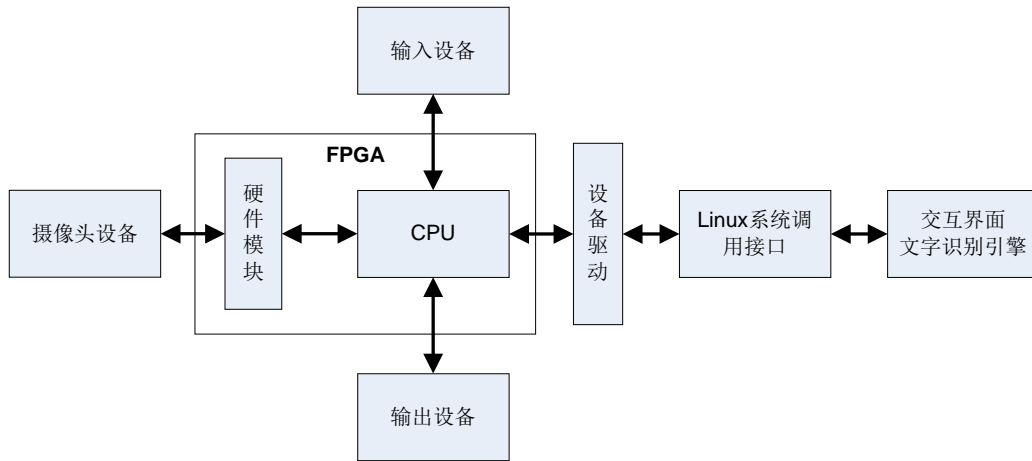 输入设备
FPGA
摄像头设备
硬
件
模
块
CPU
设
备
驱
动
Linux系统调
用接口
交互界面
文字识别引擎
输出设备